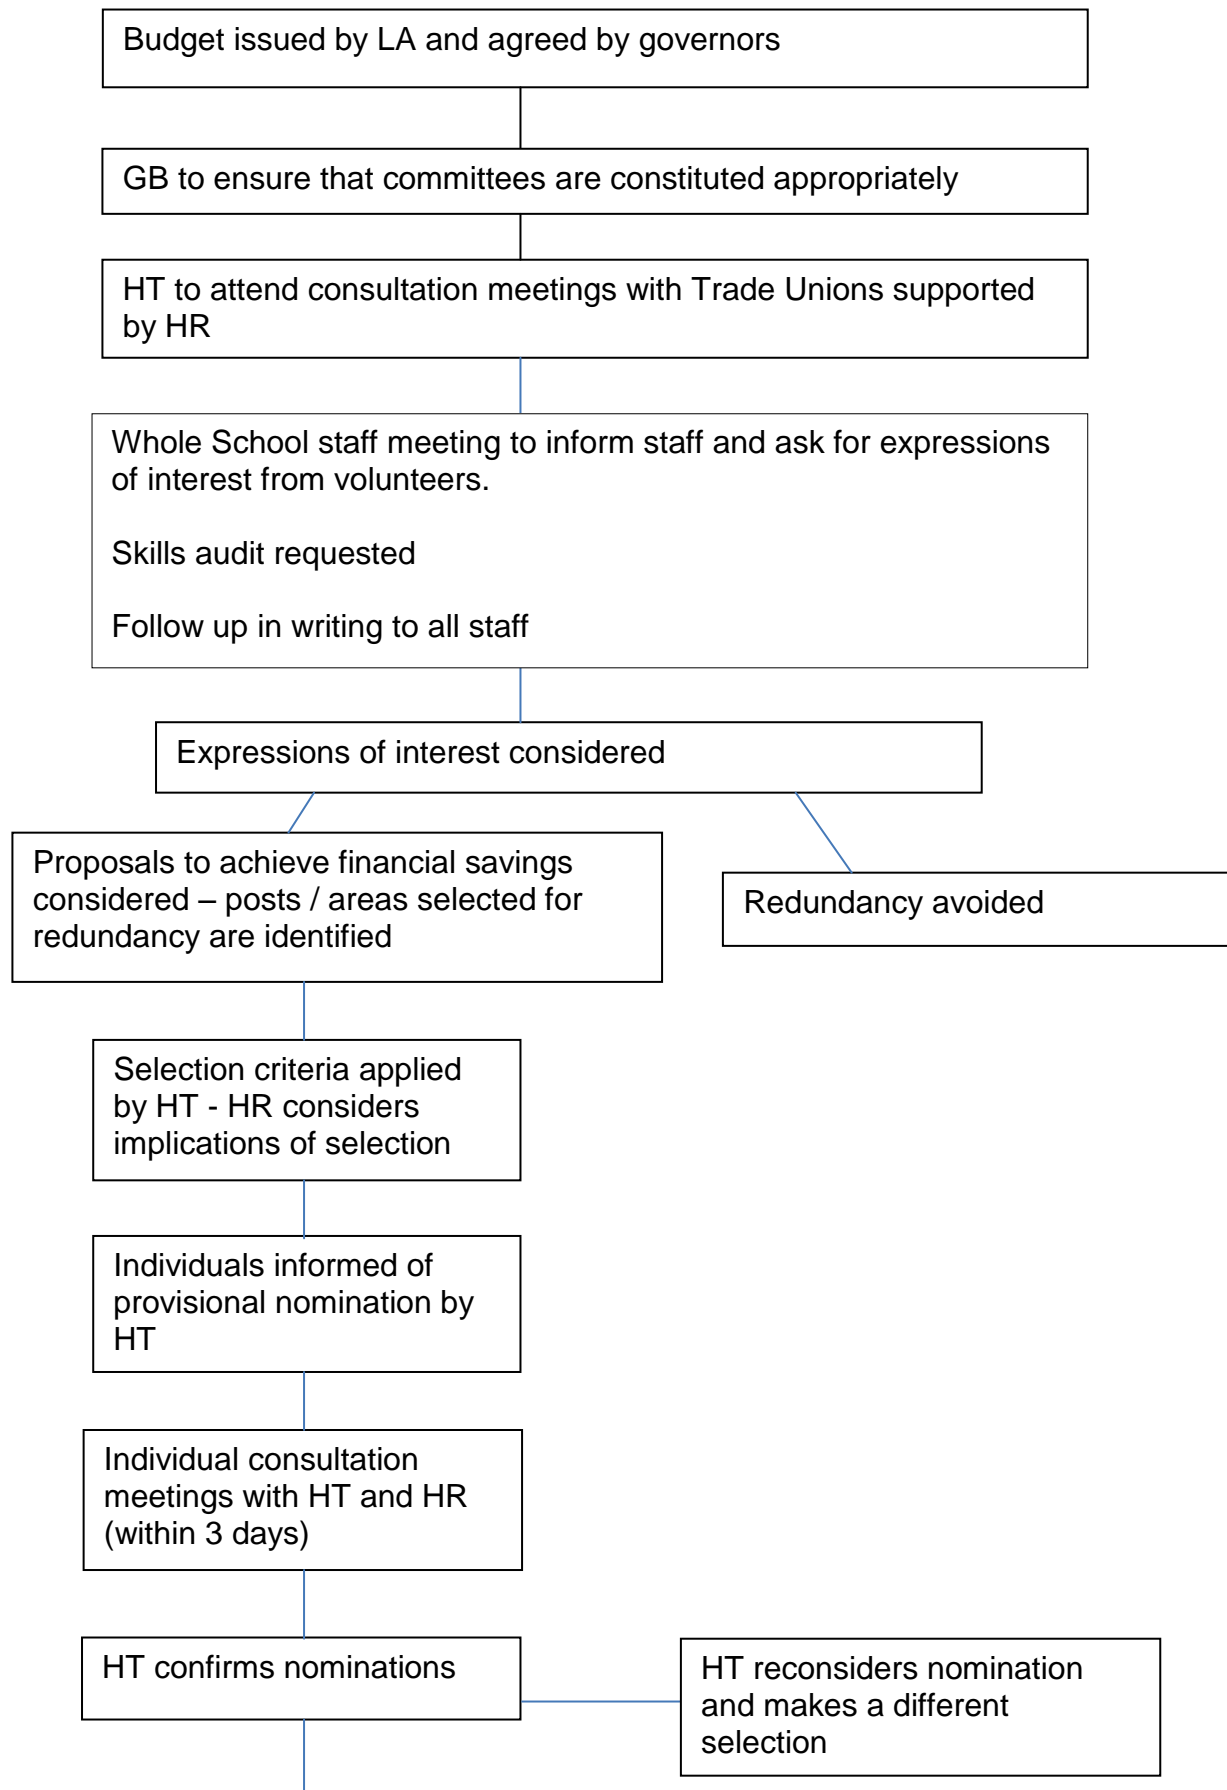 Budget issued by LA and agreed by governors
GB to ensure that committees are constituted appropriately
HT to attend consultation meetings with Trade Unions supported
by HR
Whole School staff meeting to inform staff and ask for expressions
of interest from volunteers.
Skills audit requested
Follow up in writing to all staff
Expressions of interest considered
Proposals to achieve financial savings
considered – posts / areas selected for
redundancy are identified
Redundancy avoided
Selection criteria applied
by HT - HR considers
implications of selection
Individuals informed of
provisional nomination by
HT
Individual consultation
meetings with HT and HR
(within 3 days)
HT confirms nominations
HT reconsiders nomination
and makes a different
selection